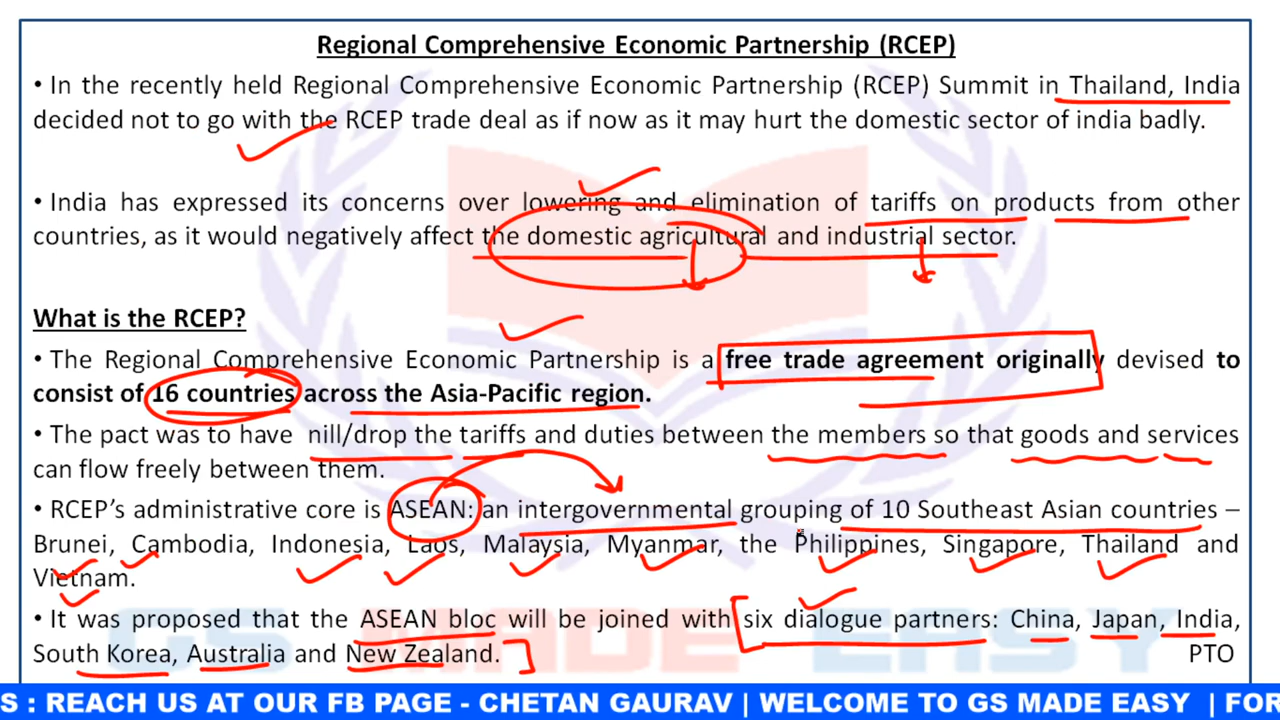 Regional Comprehensive Economic Partnership (RCEP)
• In the recently held Regional Comprehensive Economic Partnership (RCEP) Summit in Thailand, India
decided not to go with the RCEP trade deal as if now as it may hurt the domestic sector of india badly.
• India has expressed its concerns over lowering and elimination of tariffs on products from other
countries, as it would negatively affect the domestic agricultural and industrial sector.
What is the RCEP?
• The Regional Comprehensive Economic Partnership is a free trade agreement originally devised to
consist of 16 countries across the Asia-Pacific region.
• The pact was to have nill/drop the tariffs and duties between the members so that goods and services
can flow freely between them.
• RCEP's administrative core is ASEAN: an intergovernmental grouping of 10 Southeast Asian countries –
Brunei, Cambodia, Indonesia, Laos, Malaysia, Myanmar, the Philippines, Singapore, Thailand and
Vietnam.
• It was proposed that the ASEAN bloc will be joined with six dialogue partners: China, Japan, India,
South Korea, Australia and New Zealand.
PTO
GS MADE EASY
S : REACH US AT OUR FB PAGE - CHETAN GAURAV | WELCOME TO GS MADE EASY | FOR